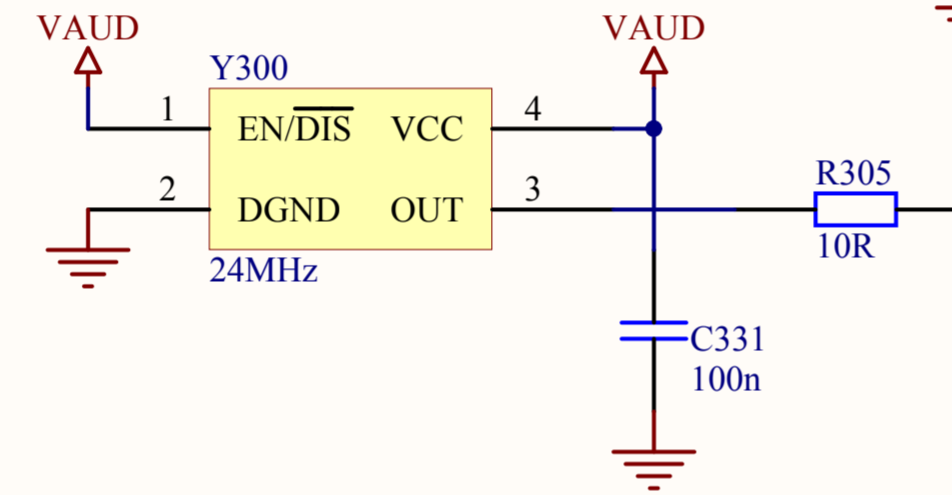 VAUD
VAUD
Y300
1
EN/DIS
VCC
4
2
DGND
OUT
3
R305
10R
24MHz
C331
100n